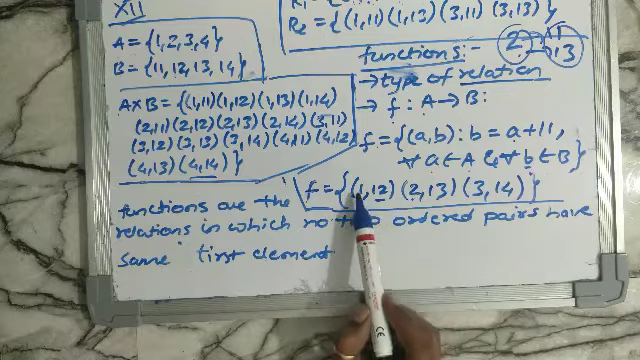 XII
A = {1,2,3,4}
B = {11,12,13,14}
A×B = {(1,11)(1,12)(1,13)(1,14)
(2,11)(2,12)(2,13)(2,14)(3,11)
(3,12)(3,13)(3,14)(4,11)(4,12)
(4,13)(4,14)}
R₂ = {(1,11)(1,13)(3,11)(3,13)}
functions:-
2
13
→ type of relation
→ f : A → B :
f = {(a,b) : b = a+11,
∀ a ∈ A & ∀ b ∈ B}
f = {(1,12) (2,13) (3,14)}
functions are the
relations in which no two ordered pairs have
same first element